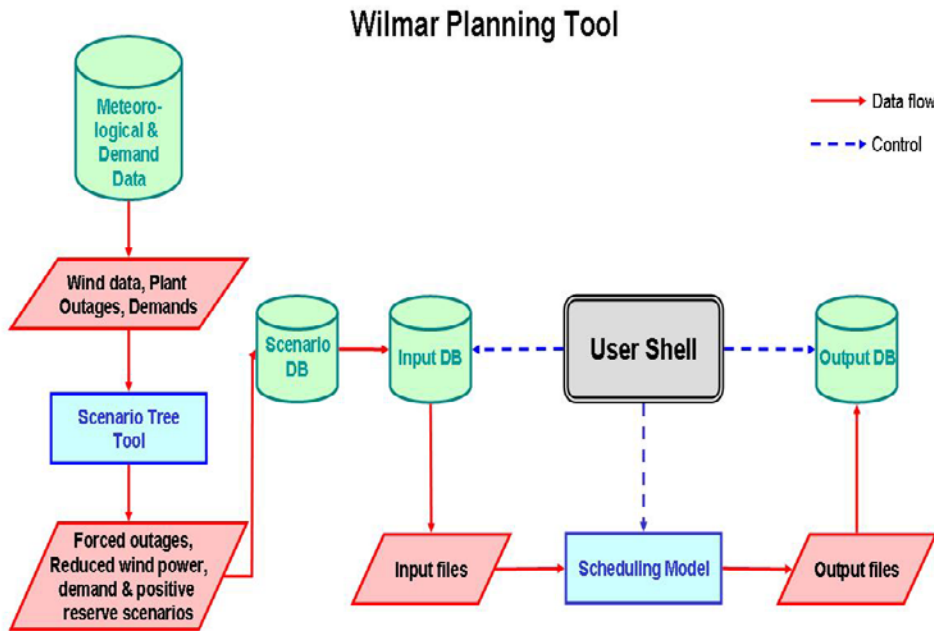 Wilmar Planning Tool
Meteoro-
logical &
Demand
Data
Data flow
Control
Wind data, Plant
Outages, Demands
Scenario
DB
Input DB
User Shell
Output DB
Scenario Tree
Tool
Forced outages,
Reduced wind power,
demand & positive
reserve scenarios
Input files
Scheduling Model
Output files